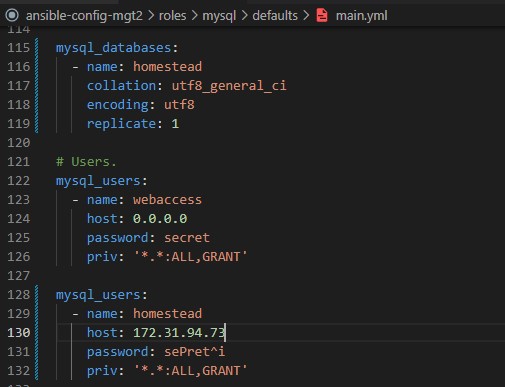 ansible-config-mgt2 > roles > mysql > defaults > main.yml
114
115 mysql_databases:
116 - name: homestead
117 collation: utf8_general_ci
118 encoding: utf8
119 replicate: 1
120
121 # Users.
122 mysql_users:
123 - name: webaccess
124 host: 0.0.0.0
125 password: secret
126 priv: '*.*:ALL,GRANT'
127
128 mysql_users:
129 - name: homestead
130 host: 172.31.94.73
131 password: sePret^i
132 priv: '*.*:ALL,GRANT'